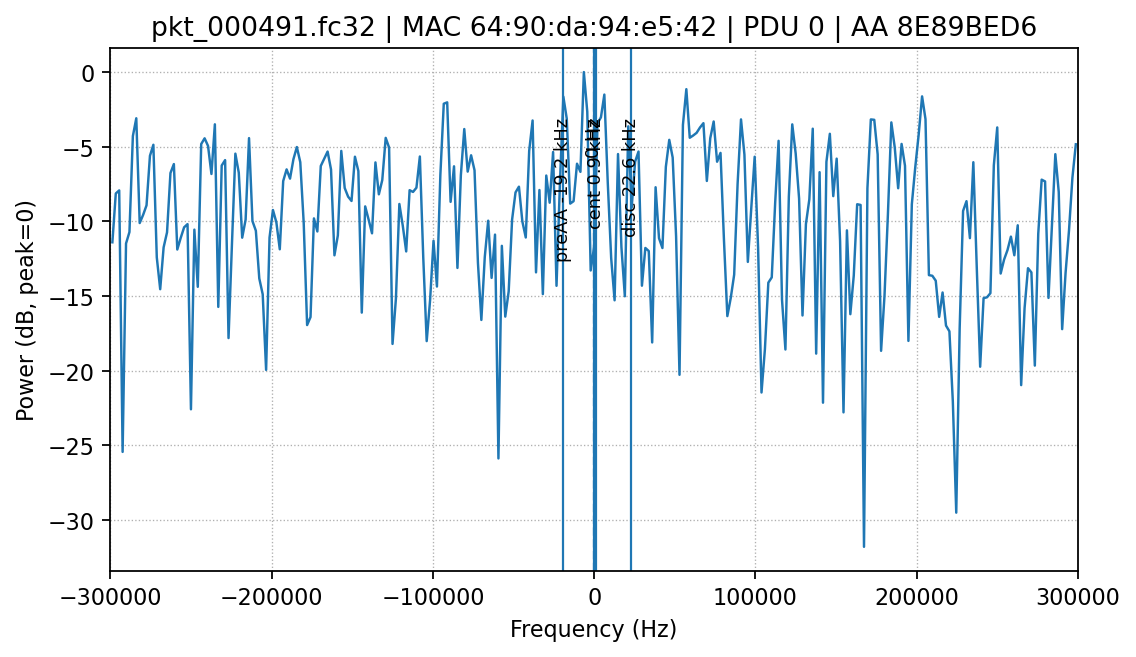 pkt_000491.fc32 | MAC 64:90:da:94:e5:42 | PDU 0 | AA 8E89BED6
Power (dB, peak=0)
0
−5
−10
−15
−20
−25
−30
preAA -19.2 kHz
cent 0.9 kHz
0 Hz
disc 22.6 kHz
−300000
−200000
−100000
0
100000
200000
300000
Frequency (Hz)